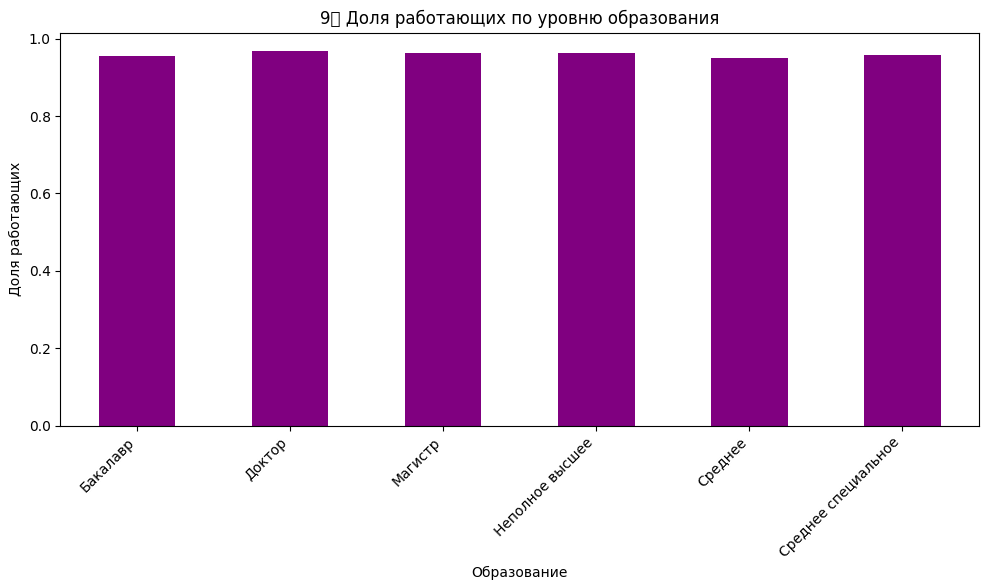 9 Доля работающих по уровню образования
1.0
0.8
0.6
0.4
0.2
0.0
Доля работающих
Бакалавр
Доктор
Магистр
Неполное высшее
Среднее
Среднее специальное
Образование